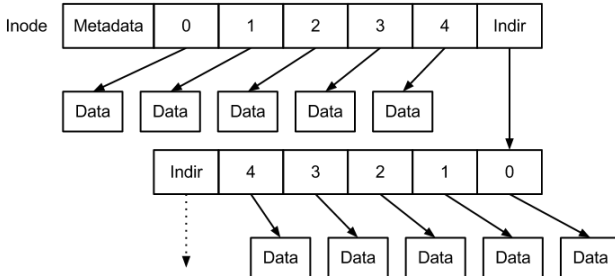 Inode Metadata 0 1 2 3 4 Indir
Data Data Data Data Data
Indir 4 3 2 1 0
Data Data Data Data Data